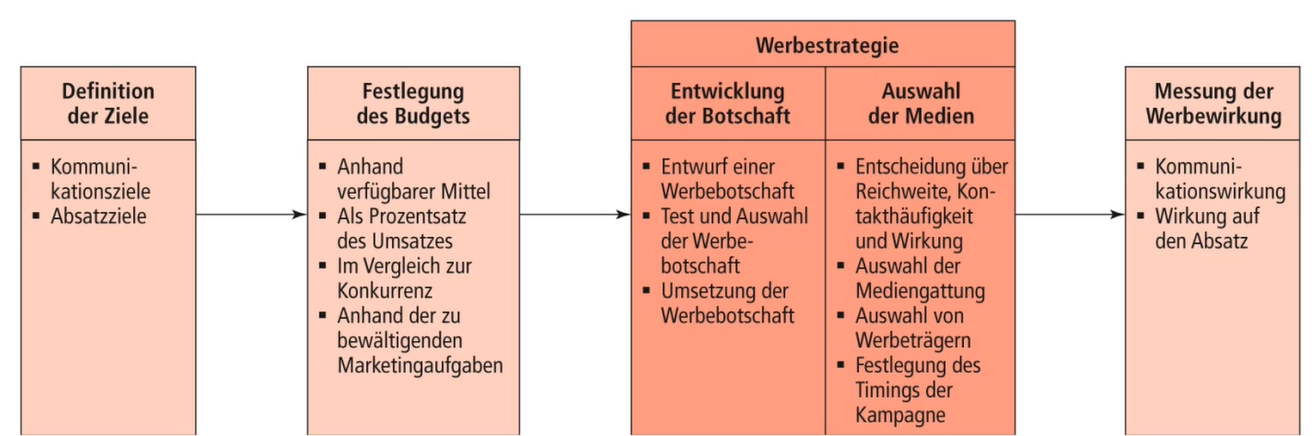 Definition
der Ziele
▪ Kommuni-
kationsziele
▪ Absatzziele
Festlegung
des Budgets
▪ Anhand
verfügbarer Mittel
▪ Als Prozentsatz
des Umsatzes
▪ Im Vergleich zur
Konkurrenz
▪ Anhand der zu
bewältigenden
Marketingaufgaben
Werbestrategie
Entwicklung
der Botschaft
▪ Entwurf einer
Werbebotschaft
▪ Test und Auswahl
der Werbe-
botschaft
▪ Umsetzung der
Werbebotschaft
Auswahl
der Medien
▪ Entscheidung über
Reichweite, Kon-
takthäufigkeit
und Wirkung
▪ Auswahl der
Mediengattung
▪ Auswahl von
Werbeträgern
▪ Festlegung des
Timings der
Kampagne
Messung der
Werbewirkung
▪ Kommuni-
kationswirkung
▪ Wirkung auf
den Absatz